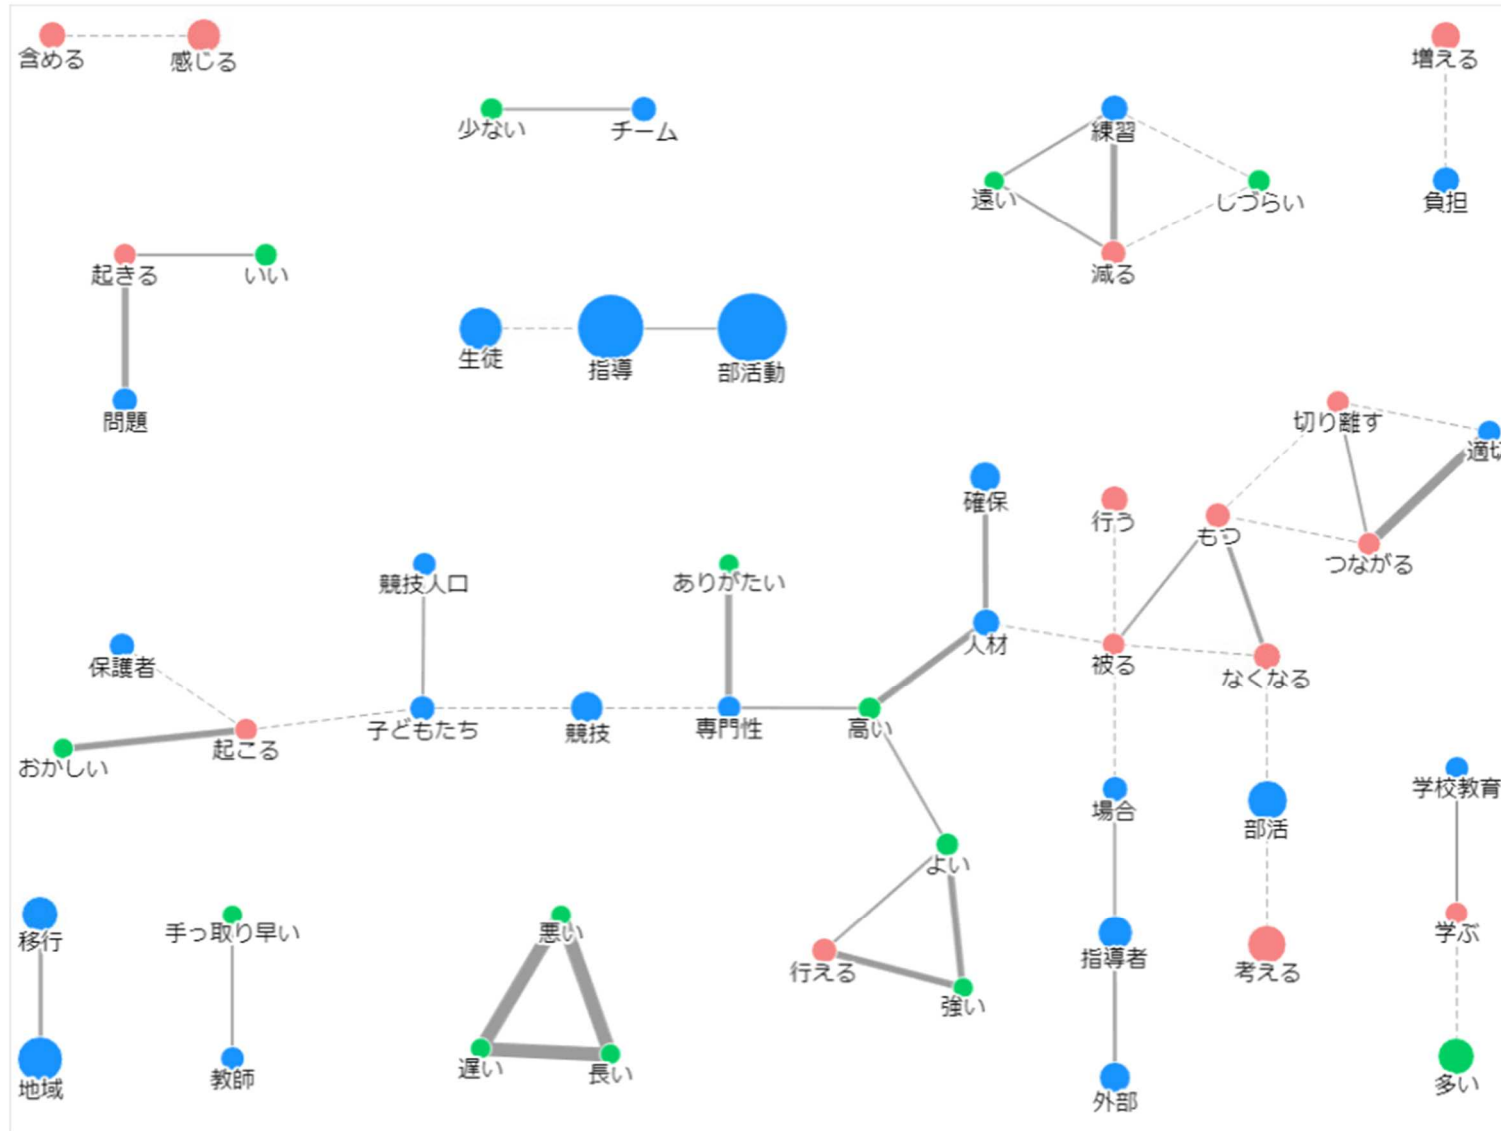 含める
感じる
増える
少ない
チーム
練習
遠い
しづらい
負担
起きる
いい
減る
生徒
指導
部活動
問題
切り離す
適切
確保
行う
もつ
つながる
競技人口
ありがたい
保護者
人材
被る
なくなる
おかしい
起こる
子どもたち
競技
専門性
高い
場合
部活
学校教育
よい
移行
手っ取り早い
悪い
行える
強い
指導者
考える
学ぶ
地域
教師
遅い
長い
外部
多い